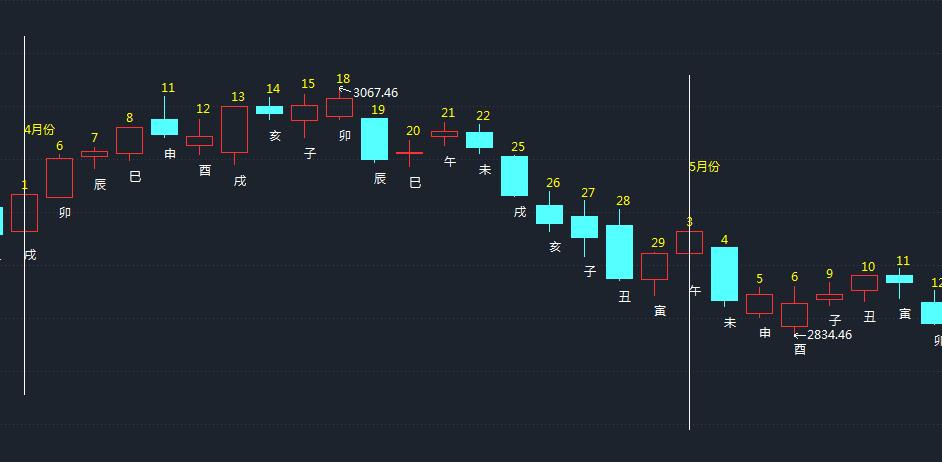 4月份
1
戌
6
卯
7
辰
8
巳
11
申
12
酉
13
戌
14
亥
15
子
18
3067.46
卯
19
辰
20
巳
21
午
22
未
25
戌
26
亥
27
子
28
丑
29
寅
5月份
3
午
4
未
5
申
6
2834.46
酉
9
子
10
丑
11
寅
12
卯